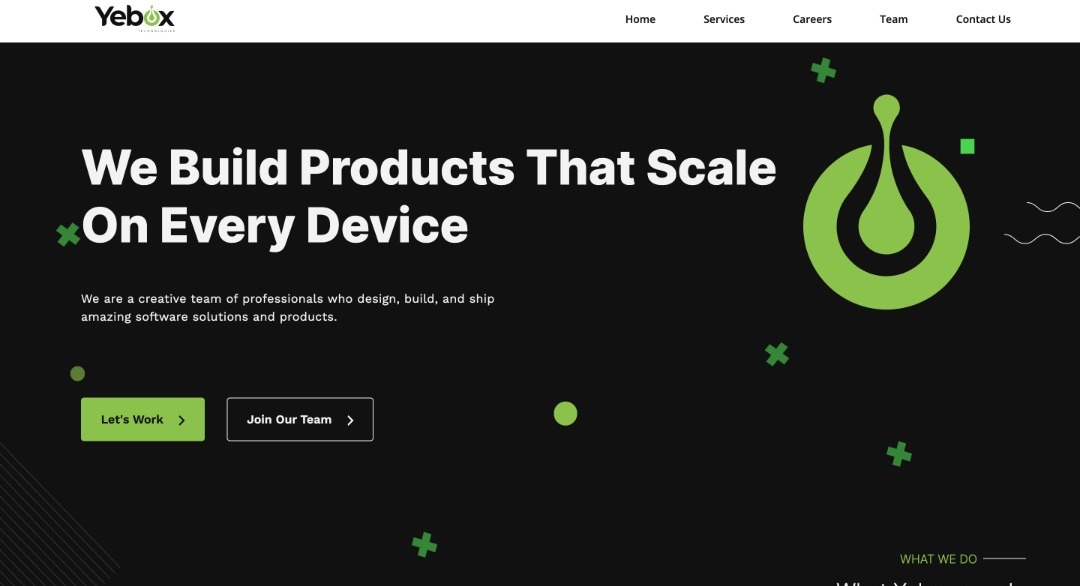 Yebox
TECHNOLOGIES
Home
Services
Careers
Team
Contact Us
We Build Products That Scale
On Every Device
We are a creative team of professionals who design, build, and ship
amazing software solutions and products.
Let's Work
Join Our Team
WHAT WE DO